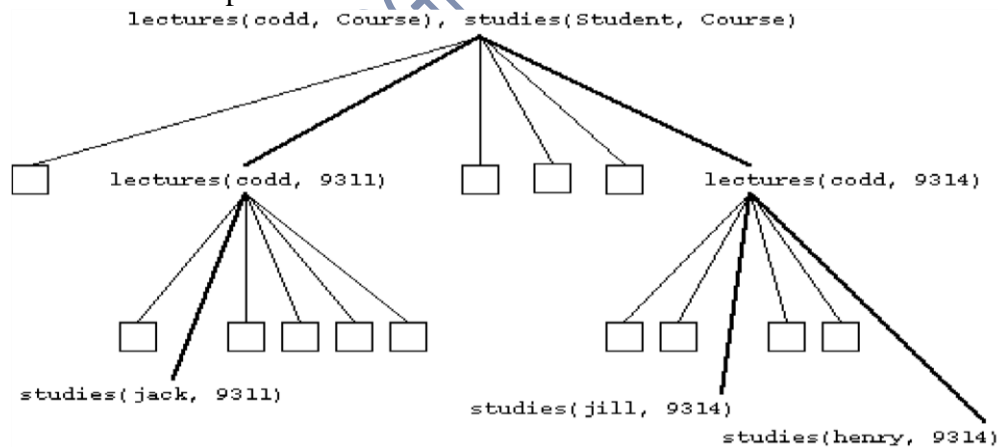 lectures(codd, Course), studies(Student, Course)
lectures(codd, 9311)
lectures(codd, 9314)
studies(jack, 9311)
studies(jill, 9314)
studies(henry, 9314)